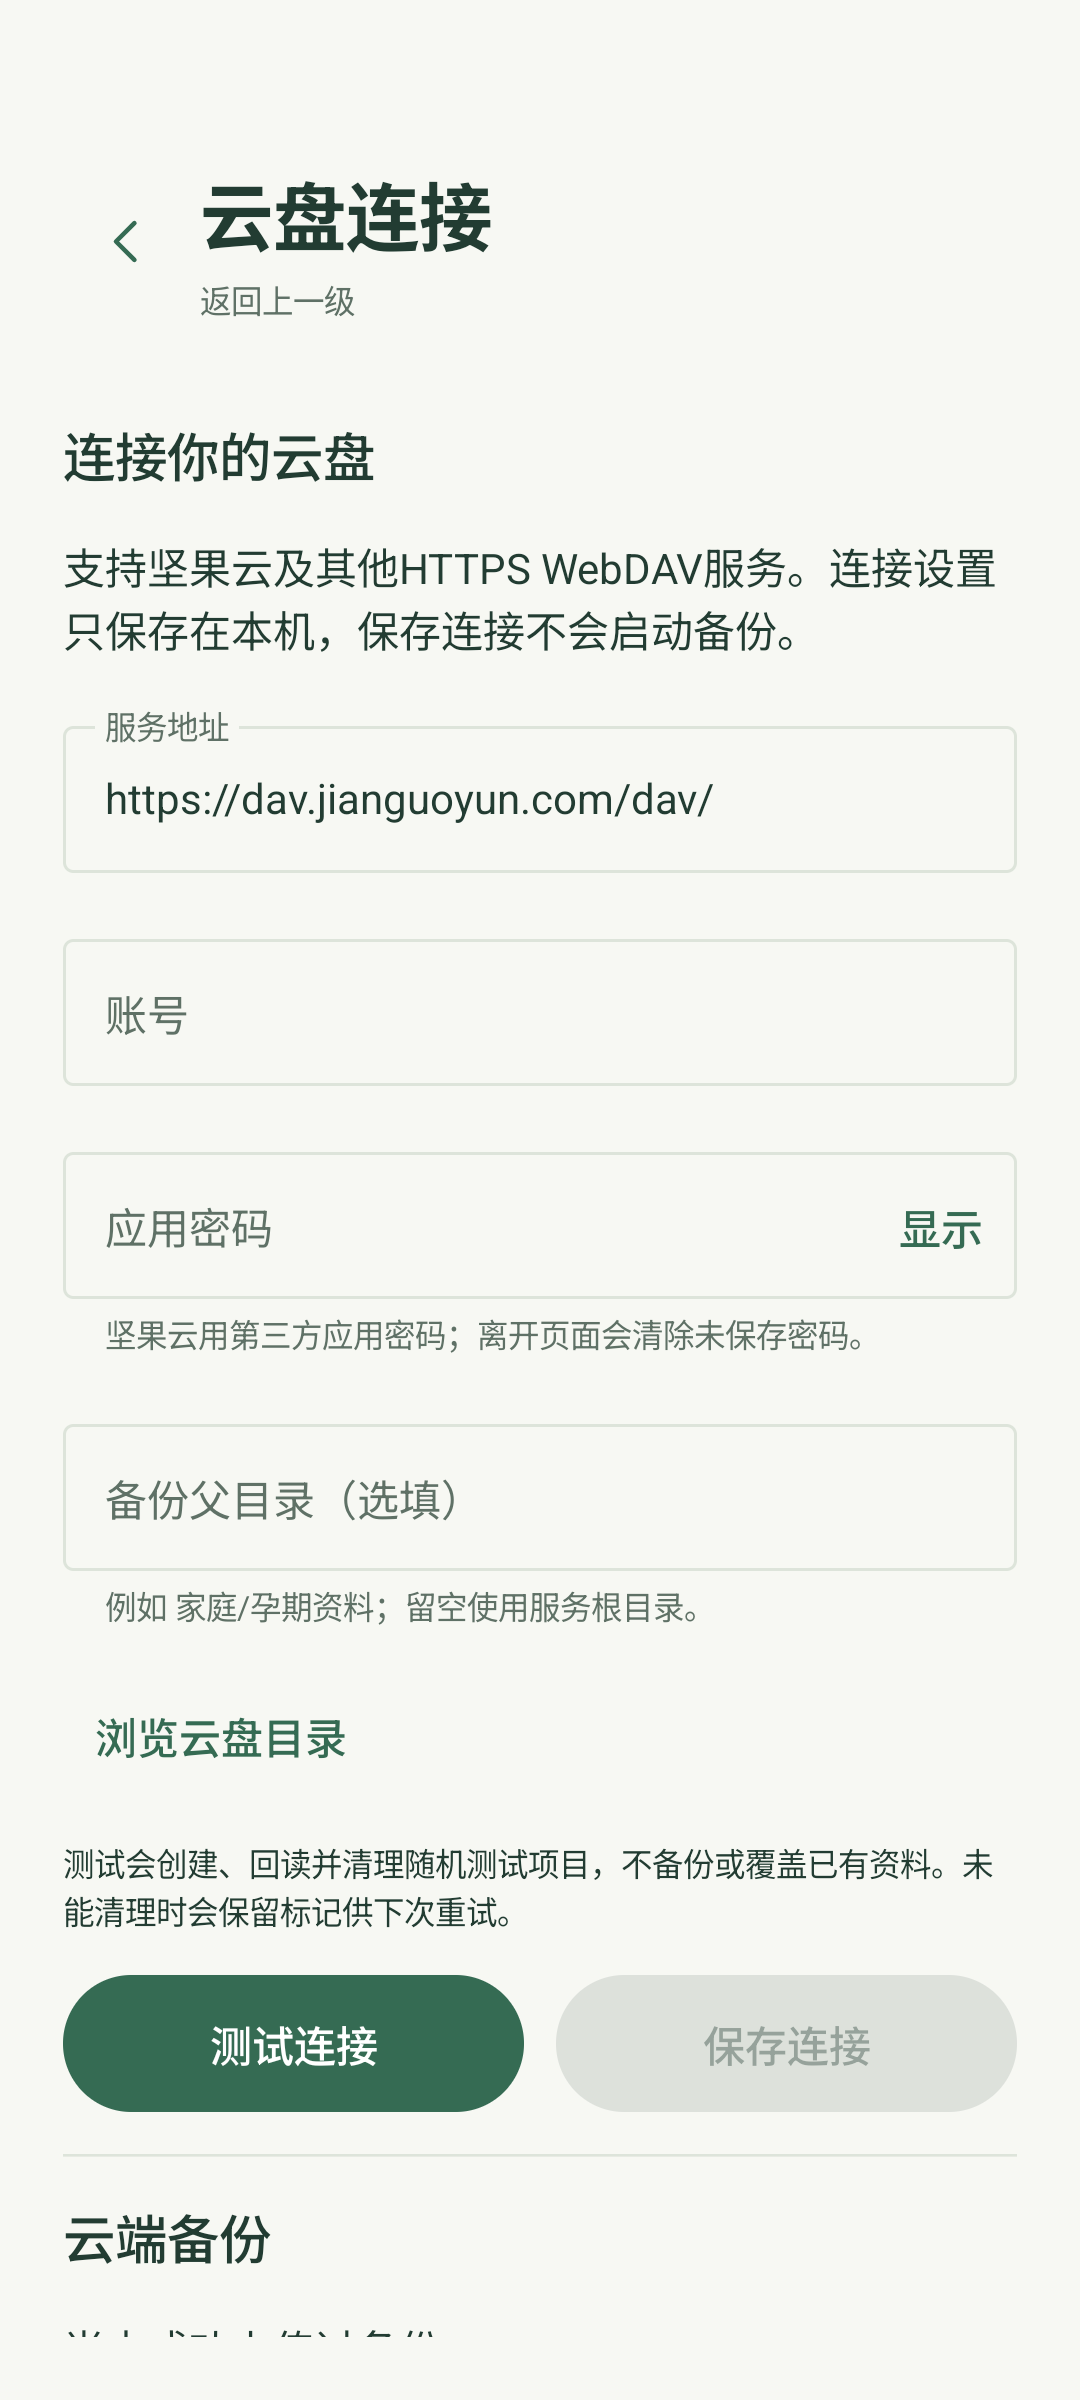 云盘连接
返回上一级
连接你的云盘
支持坚果云及其他HTTPS WebDAV服务。连接设置
只保存在本机，保存连接不会启动备份。
服务地址
https://dav.jianguoyun.com/dav/
账号
应用密码
显示
坚果云用第三方应用密码；离开页面会清除未保存密码。
备份父目录（选填）
例如 家庭/孕期资料；留空使用服务根目录。
浏览云盘目录
测试会创建、回读并清理随机测试项目，不备份或覆盖已有资料。未
能清理时会保留标记供下次重试。
测试连接
保存连接
云端备份